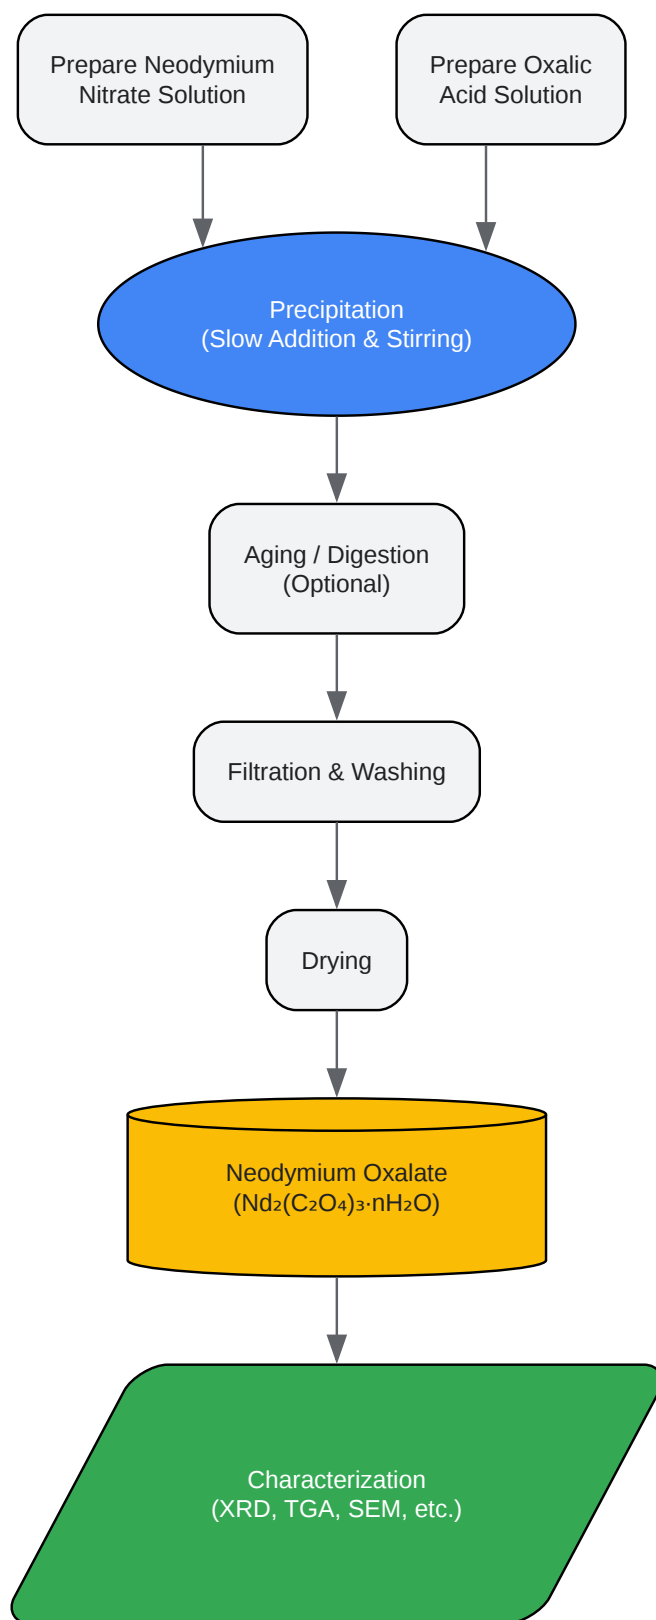 Prepare Neodymium
Nitrate Solution
Prepare Oxalic
Acid Solution
Precipitation
(Slow Addition & Stirring)
Aging / Digestion
(Optional)
Filtration & Washing
Drying
Neodymium Oxalate
(Nd₂(C₂O₄)₃·nH₂O)
Characterization
(XRD, TGA, SEM, etc.)